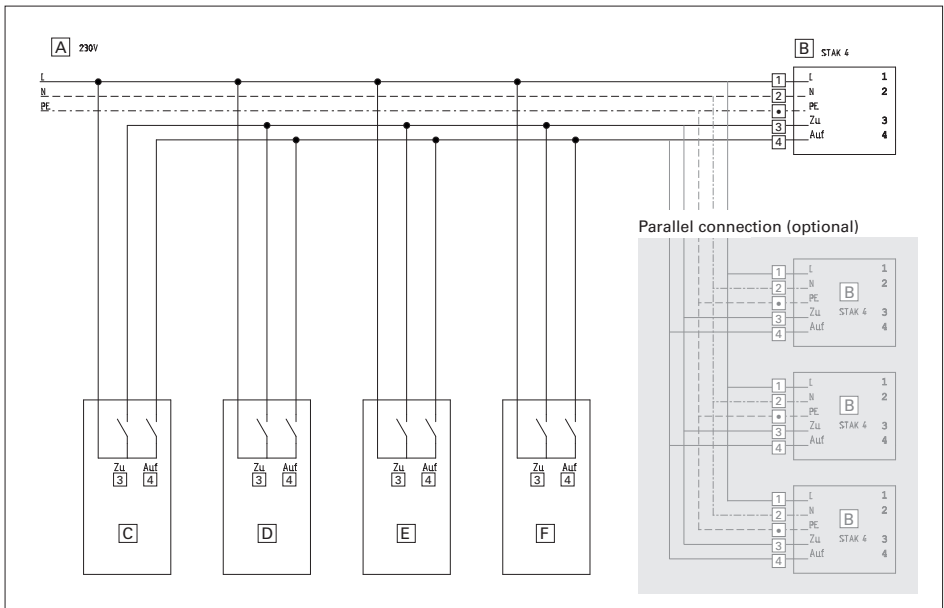 A 230V
B STAK 4
L
N
PE
1 L 1
2 N 2
• PE
3 Zu 3
4 Auf 4
Parallel connection (optional)
1 L 1
2 N 2
• PE
3 Zu 3
4 Auf 4
B
STAK 4
1 L 1
2 N 2
• PE
3 Zu 3
4 Auf 4
B
STAK 4
1 L 1
2 N 2
• PE
3 Zu 3
4 Auf 4
B
STAK 4
Zu Auf
3 4
C
Zu Auf
3 4
D
Zu Auf
3 4
E
Zu Auf
3 4
F